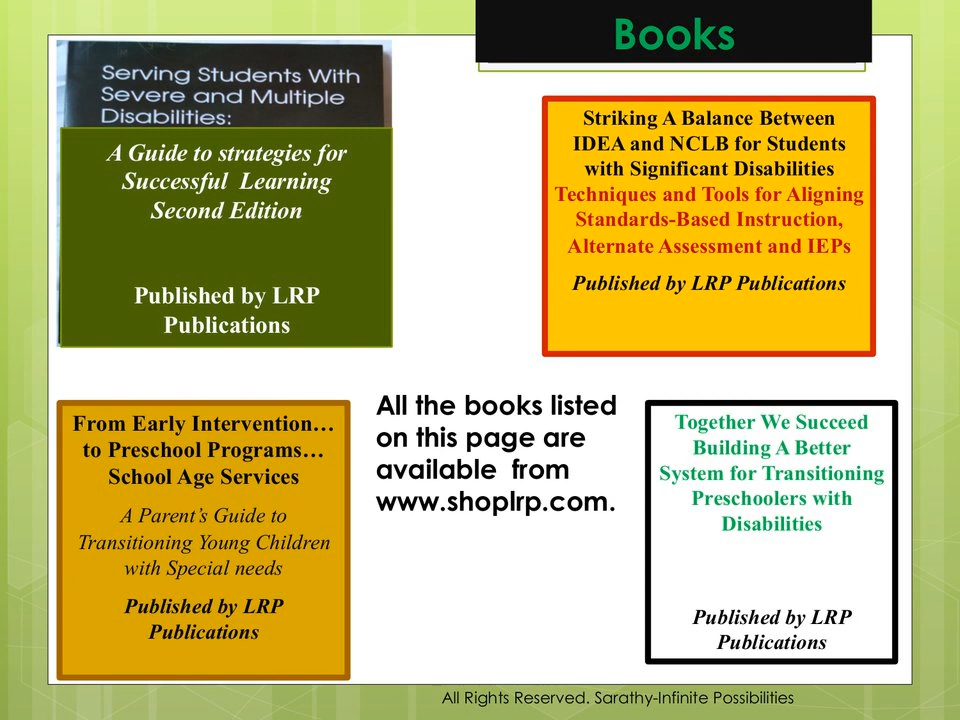 Books
Serving Students With
Severe and Multiple
Disabilities:
A Guide to strategies for
Successful Learning
Second Edition
Published by LRP
Publications
Striking A Balance Between
IDEA and NCLB for Students
with Significant Disabilities
Techniques and Tools for Aligning
Standards-Based Instruction,
Alternate Assessment and IEPs
Published by LRP Publications
From Early Intervention…
to Preschool Programs…
School Age Services
A Parent’s Guide to
Transitioning Young Children
with Special needs
Published by LRP
Publications
All the books listed
on this page are
available from
www.shoplrp.com.
Together We Succeed
Building A Better
System for Transitioning
Preschoolers with
Disabilities
Published by LRP
Publications
All Rights Reserved. Sarathy-Infinite Possibilities